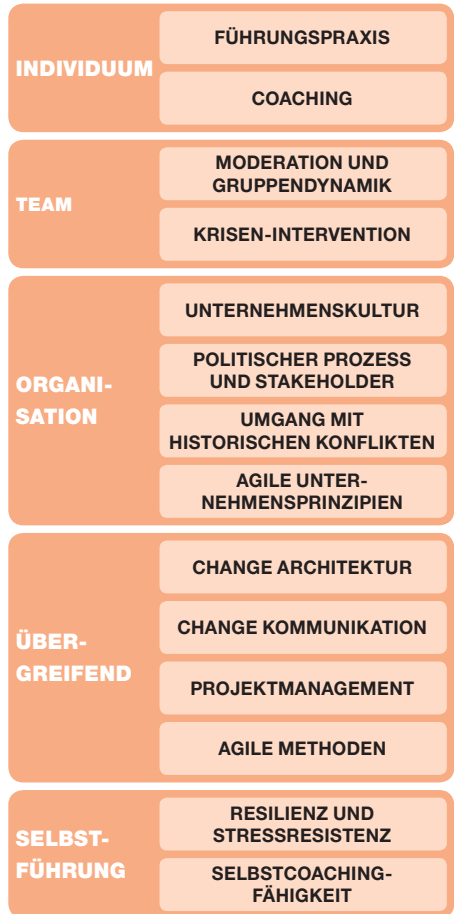 INDIVIDUUM
FÜHRUNGSPRAXIS
COACHING
TEAM
MODERATION UND
GRUPPENDYNAMIK
KRISEN-INTERVENTION
ORGANI-
SATION
UNTERNEHMENSKULTUR
POLITISCHER PROZESS
UND STAKEHOLDER
UMGANG MIT
HISTORISCHEN KONFLIKTEN
AGILE UNTER-
NEHMENSPRINZIPIEN
ÜBER-
GREIFEND
CHANGE ARCHITEKTUR
CHANGE KOMMUNIKATION
PROJEKTMANAGEMENT
AGILE METHODEN
SELBST-
FÜHRUNG
RESILIENZ UND
STRESSRESISTENZ
SELBSTCOACHING-
FÄHIGKEIT